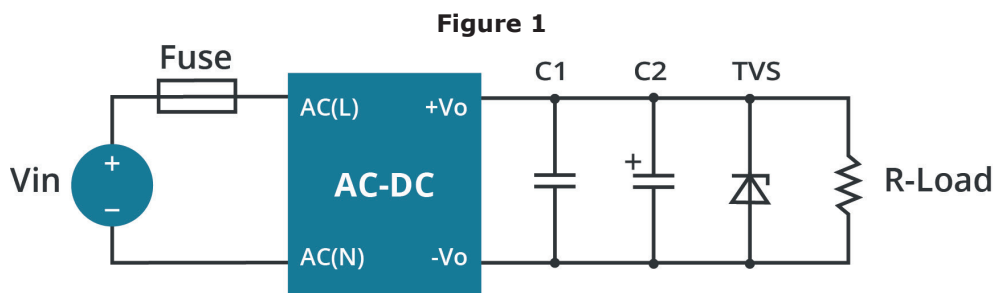 Figure 1
Fuse
C1
C2
TVS
AC(L)
+Vo
+
Vin
AC-DC
+
R-Load
–
AC(N)
-Vo